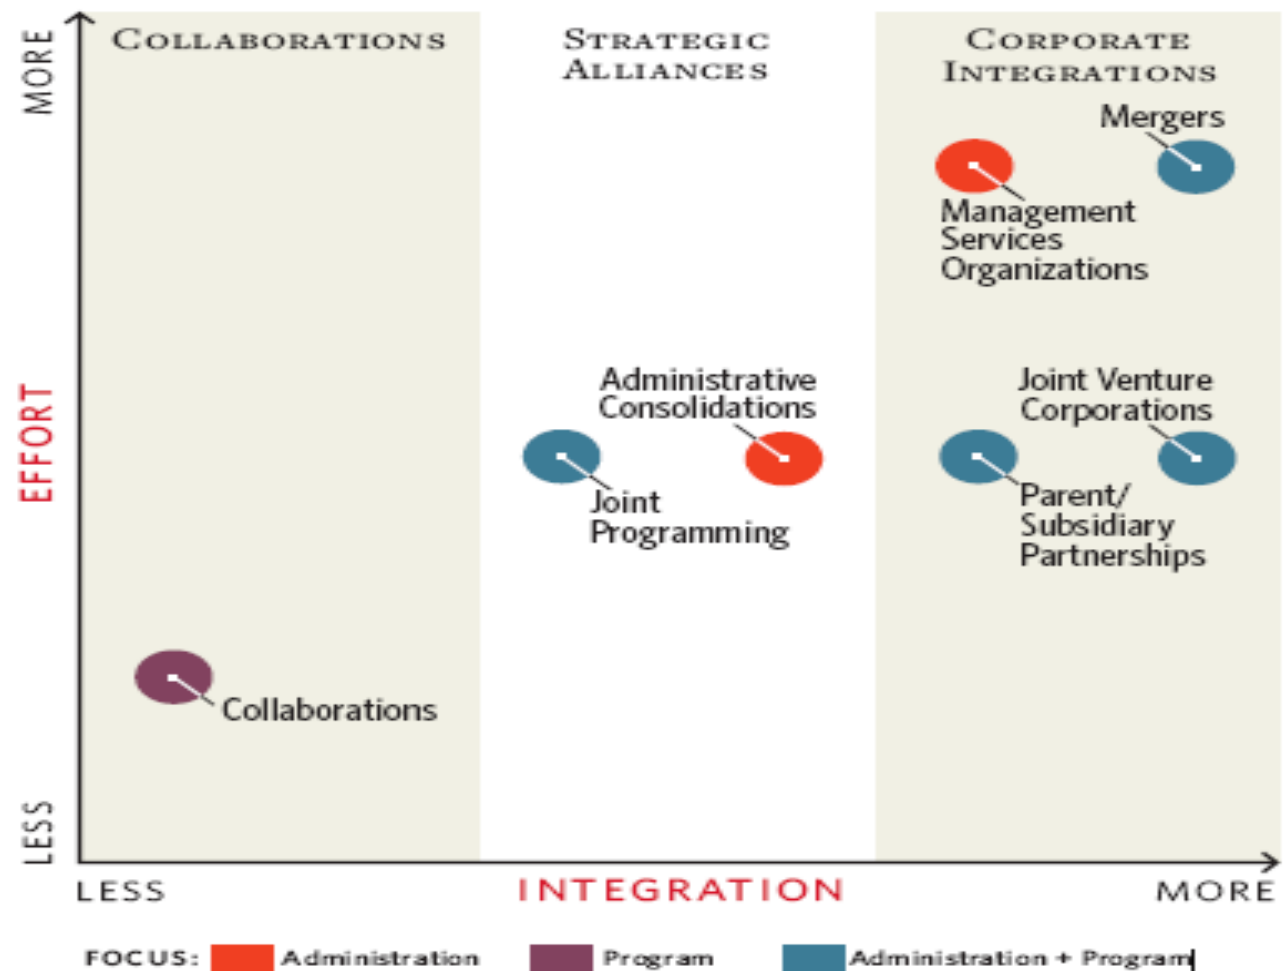 MORE
COLLABORATIONS
STRATEGIC
ALLIANCES
CORPORATE
INTEGRATIONS
Mergers
Management
Services
Organizations
EFFORT
Administrative
Consolidations
Joint
Programming
Joint Venture
Corporations
Parent/
Subsidiary
Partnerships
Collaborations
LESS
LESS
INTEGRATION
MORE
FOCUS: Administration Program Administration + Program